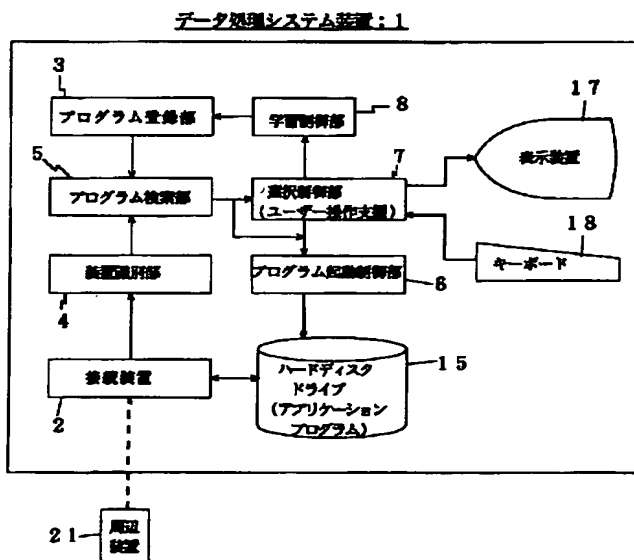 データ処理システム装置：1
3
プログラム登録部
学習制御部
8
17
表示装置
5
プログラム検索部
選択制御部
(ユーザー操作支援)
7
18
キーボード
装置識別部
4
プログラム起動制御部
6
接続装置
2
ハードディスク
ドライブ
(アプリケーション
プログラム)
15
21
周辺
装置